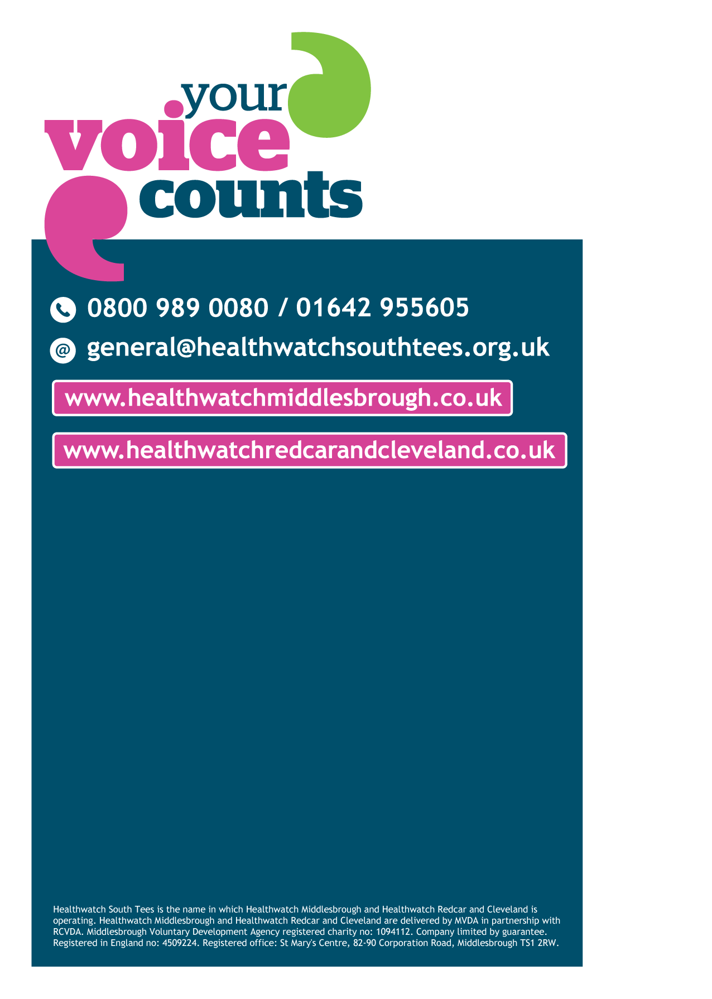 your
voice
counts
0800 989 0080 / 01642 955605
@ general@healthwatchsouthtees.org.uk
www.healthwatchmiddlesbrough.co.uk
www.healthwatchredcarandcleveland.co.uk
Healthwatch South Tees is the name in which Healthwatch Middlesbrough and Healthwatch Redcar and Cleveland is
operating. Healthwatch Middlesbrough and Healthwatch Redcar and Cleveland are delivered by MVDA in partnership with
RCVDA. Middlesbrough Voluntary Development Agency registered charity no: 1094112. Company limited by guarantee.
Registered in England no: 4509224. Registered office: St Mary's Centre, 82-90 Corporation Road, Middlesbrough TS1 2RW.